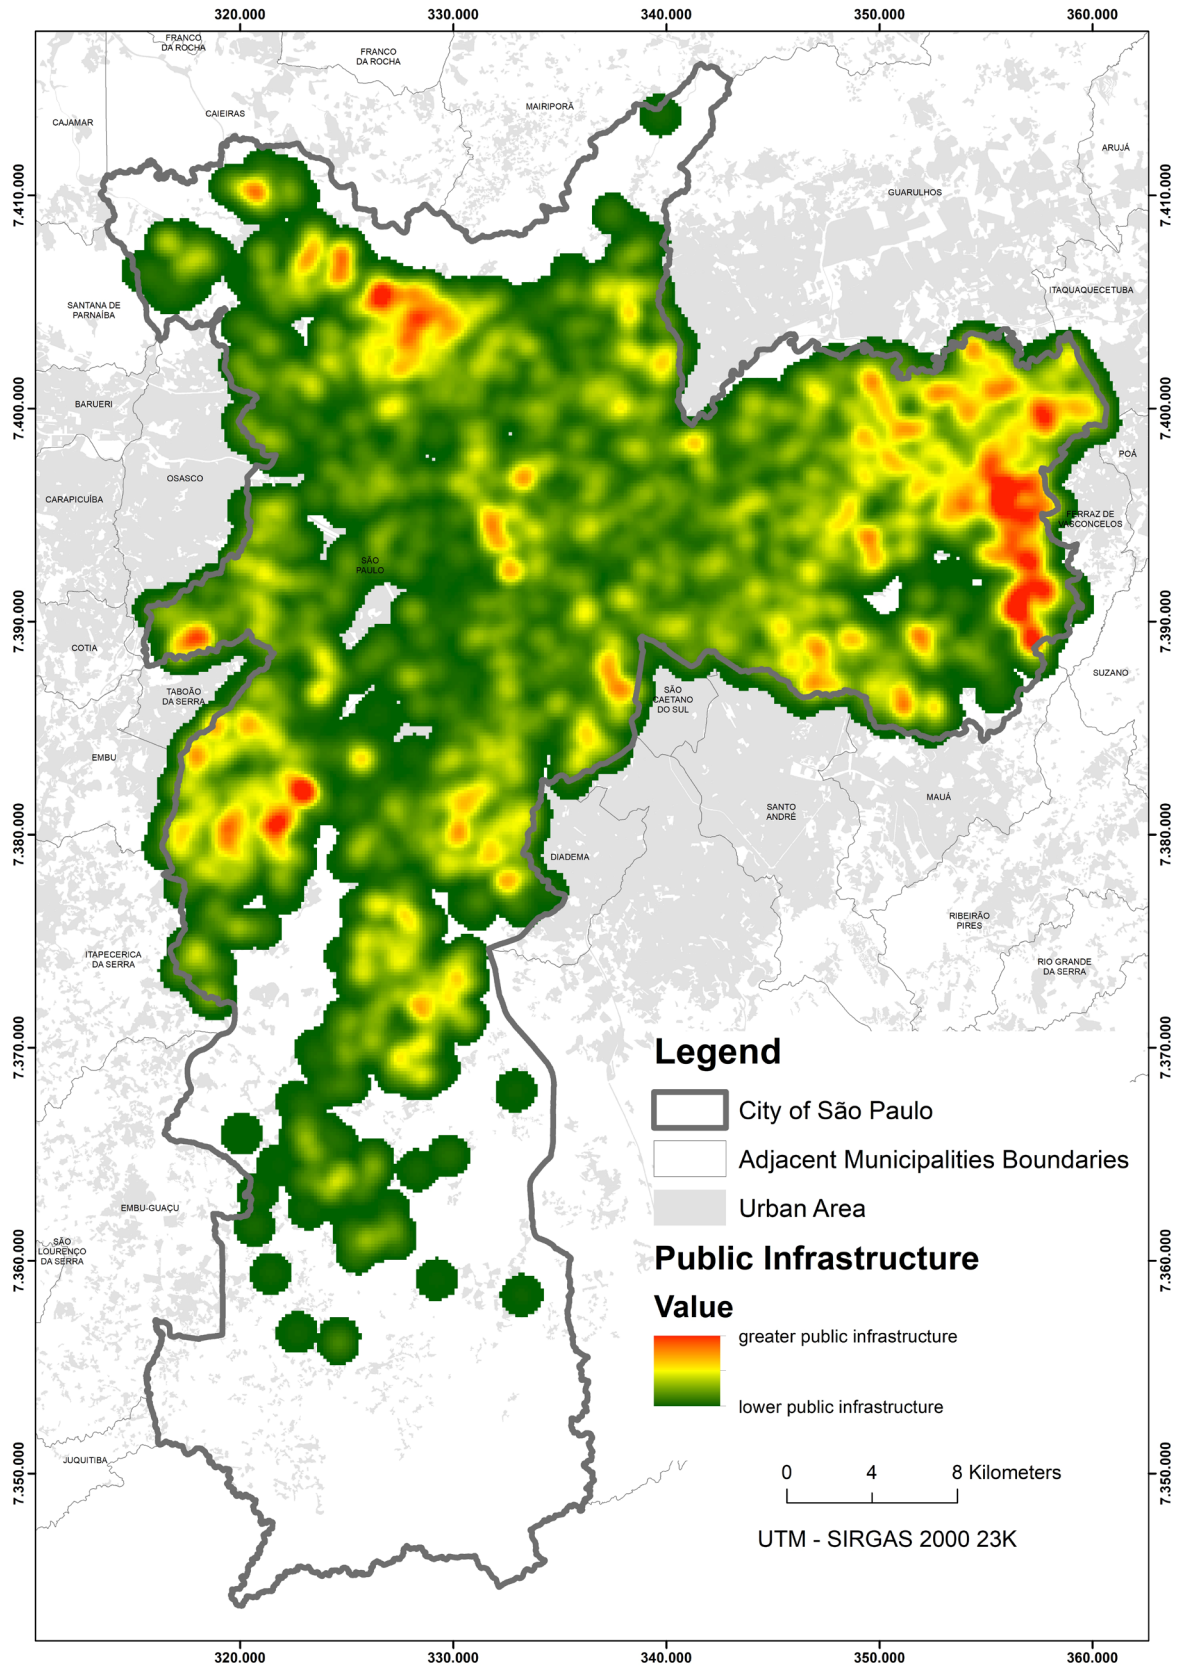 320.000
330.000
340.000
350.000
360.000
FRANCO
DA ROCHA
FRANCO
DA ROCHA
CAJAMAR
CAIEIRAS
MAIRIPORÃ
ARUJÁ
7.410.000
7.410.000
GUARULHOS
ITAQUAQUECETUBA
SANTANA DE
PARNAÍBA
BARUERI
7.400.000
7.400.000
POÁ
OSASCO
CARAPICUÍBA
FERRAZ DE
VASCONCELOS
SÃO
PAULO
7.390.000
7.390.000
COTIA
SUZANO
TABOÃO
DA SERRA
SÃO
CAETANO
DO SUL
EMBU
MAUÁ
SANTO
ANDRÉ
7.380.000
7.380.000
DIADEMA
RIBEIRÃO
PIRES
ITAPECERICA
DA SERRA
RIO GRANDE
DA SERRA
7.370.000
7.370.000
Legend
City of São Paulo
Adjacent Municipalities Boundaries
Urban Area
EMBU-GUAÇU
SÃO
LOURENÇO
DA SERRA
7.360.000
7.360.000
Public Infrastructure
Value
greater public infrastructure
lower public infrastructure
JUQUITIBA
7.350.000
7.350.000
0 4 8 Kilometers
UTM - SIRGAS 2000 23K
320.000
330.000
340.000
350.000
360.000